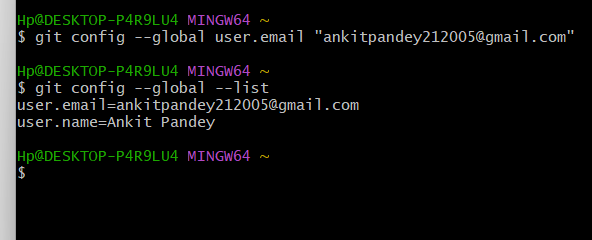 Hp@DESKTOP-P4R9LU4 MINGW64 ~
$ git config --global user.email "ankitpandey212005@gmail.com"
Hp@DESKTOP-P4R9LU4 MINGW64 ~
$ git config --global --list
user.email=ankitpandey212005@gmail.com
user.name=Ankit Pandey
Hp@DESKTOP-P4R9LU4 MINGW64 ~
$